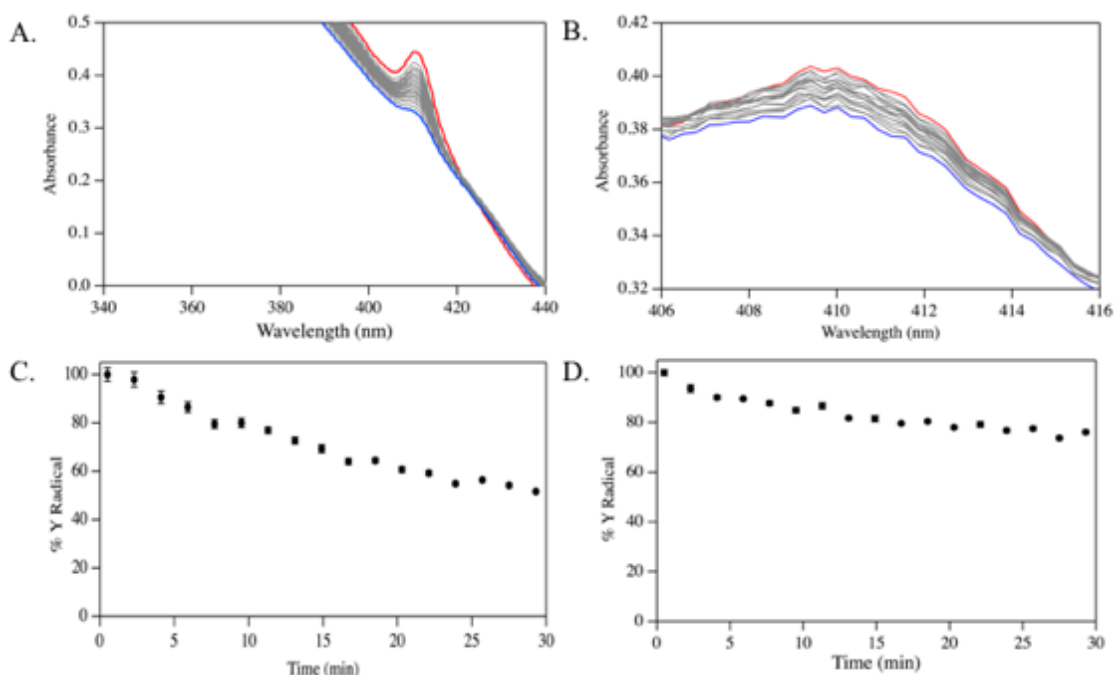 A.
0.5
0.4
0.3
0.2
0.1
0.0
Absorbance
340 360 380 400 420 440
Wavelength (nm)
B.
0.42
0.40
0.38
0.36
0.34
0.32
Absorbance
406 408 410 412 414 416
Wavelength (nm)
C.
100
80
60
40
20
0
% Y Radical
0 5 10 15 20 25 30
Time (min)
D.
100
80
60
40
20
0
% Y Radical
0 5 10 15 20 25 30
Time (min)